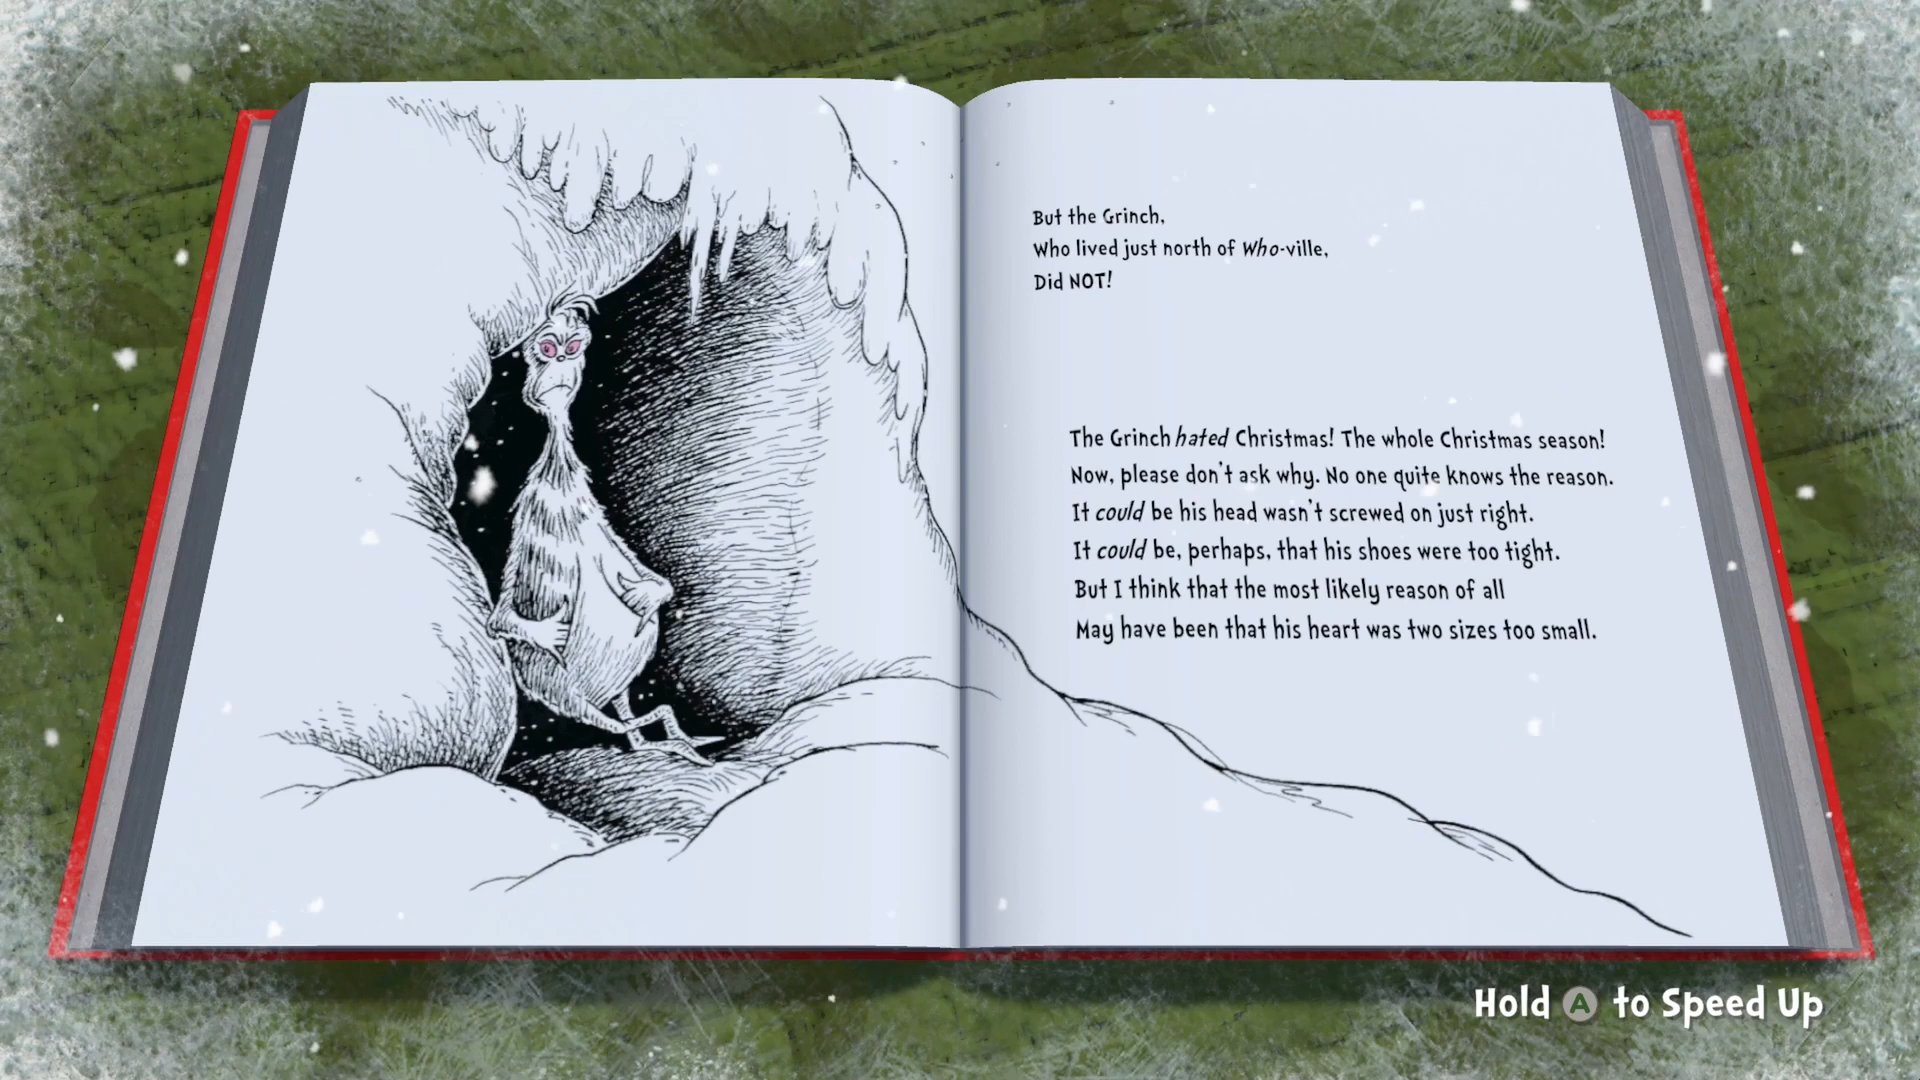 But the Grinch,
Who lived just north of Who-ville,
Did NOT!
The Grinch hated Christmas! The whole Christmas season!
Now, please don't ask why. No one quite knows the reason.
It could be his head wasn't screwed on just right.
It could be, perhaps, that his shoes were too tight.
But I think that the most likely reason of all
May have been that his heart was two sizes too small.
Hold A to Speed Up